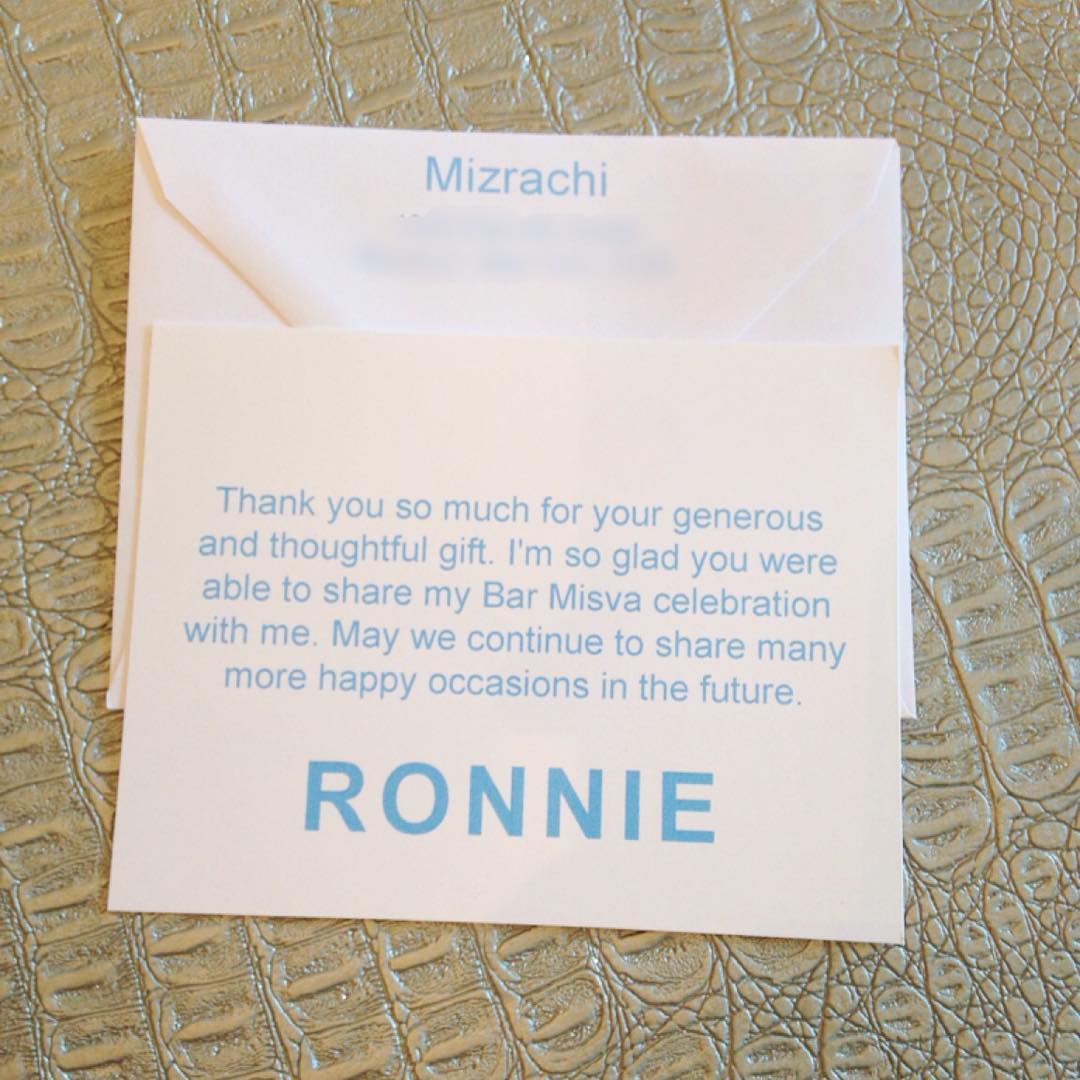 Mizrachi
Thank you so much for your generous
and thoughtful gift. I'm so glad you were
able to share my Bar Misva celebration
with me. May we continue to share many
more happy occasions in the future.
RONNIE